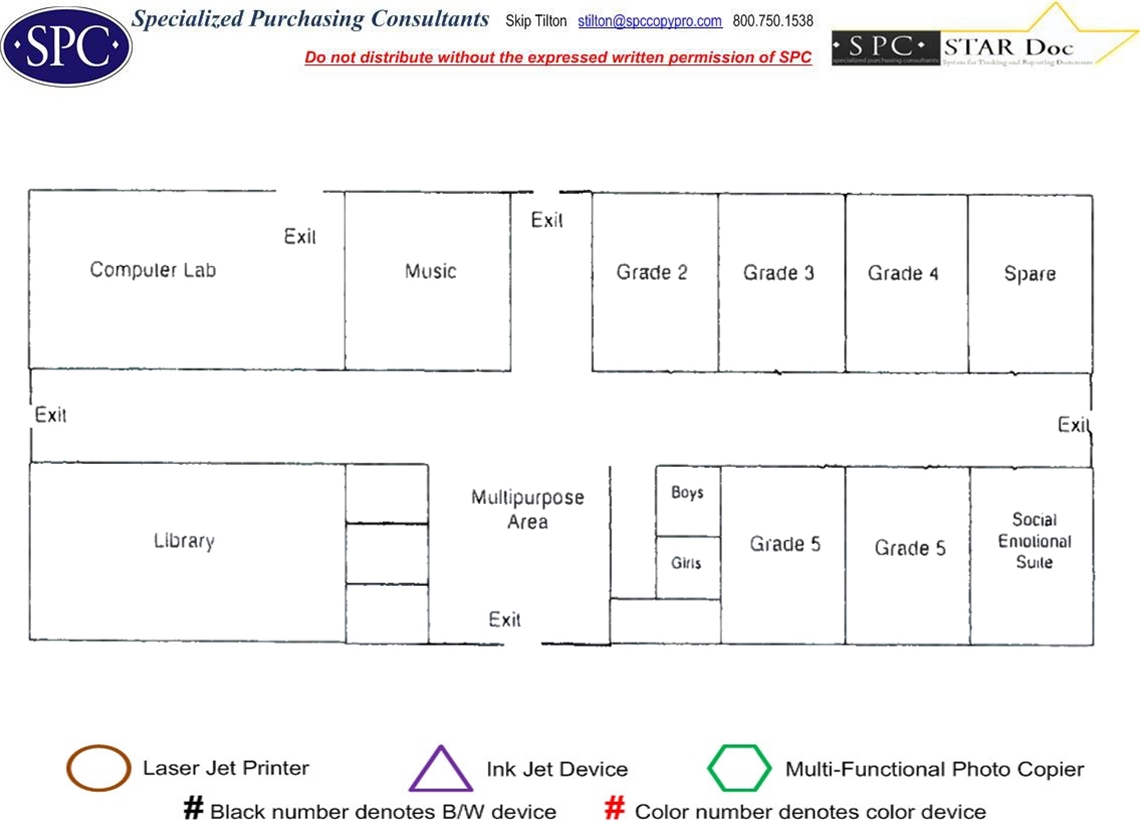 SPC
Specialized Purchasing Consultants Skip Tilton stilton@spccopypro.com 800.750.1538
Do not distribute without the expressed written permission of SPC
SPC STAR Doc
specialized purchasing consultants System for Tracking and Reporting Documents
Exit
Exit
Computer Lab
Music
Grade 2
Grade 3
Grade 4
Spare
Exit
Exit
Multipurpose
Area
Boys
Girls
Library
Grade 5
Grade 5
Social
Emotional
Suite
Exit
Laser Jet Printer
Ink Jet Device
Multi-Functional Photo Copier
# Black number denotes B/W device
# Color number denotes color device